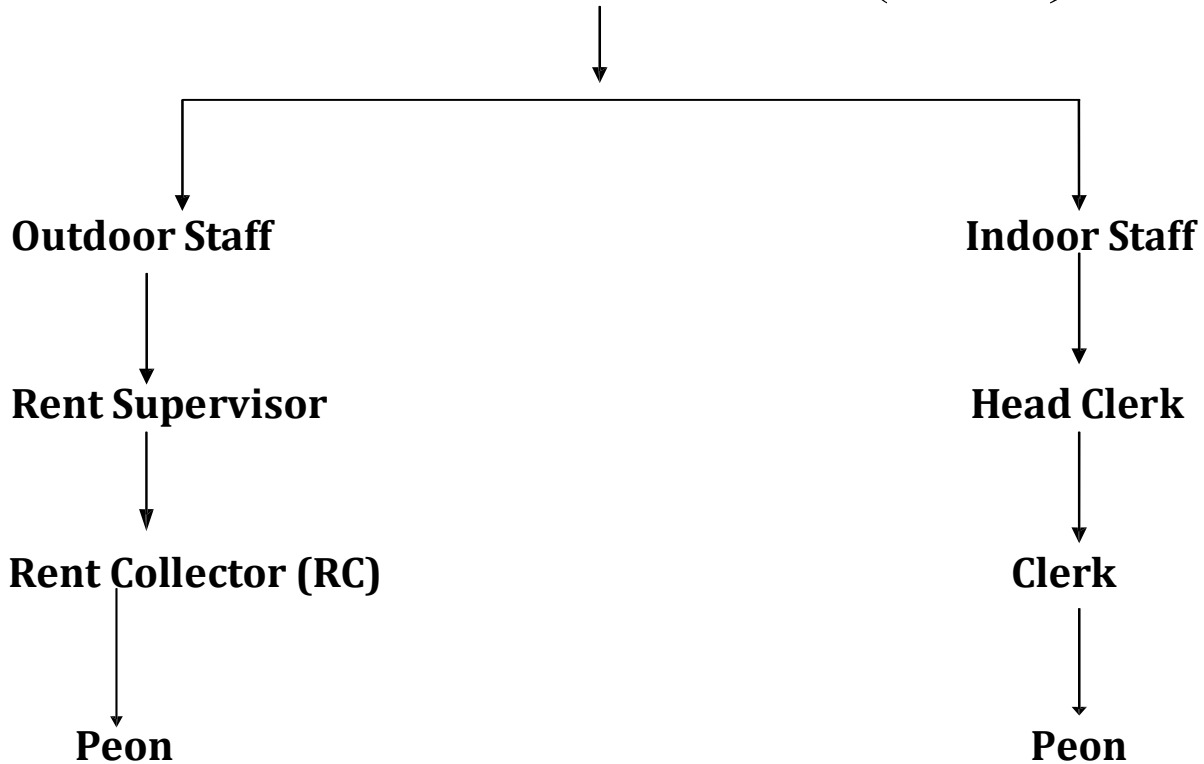 Outdoor Staff
Indoor Staff
Rent Supervisor
Head Clerk
Rent Collector (RC)
Clerk
Peon
Peon